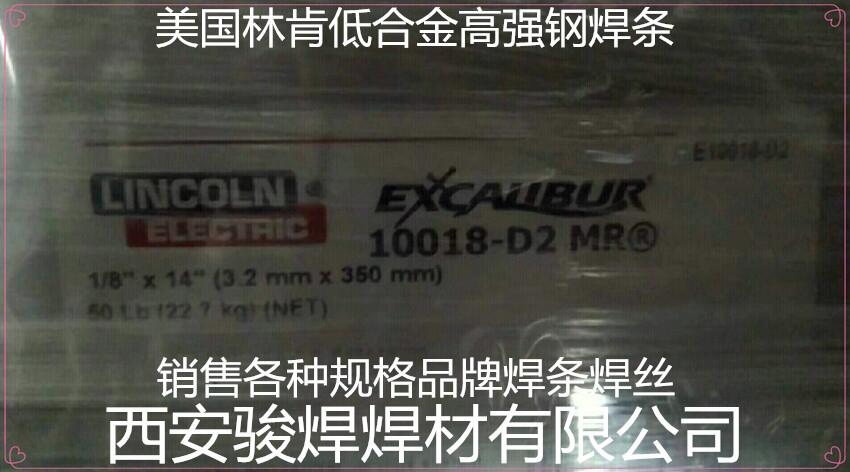 美国林肯低合金高强钢焊条
E10018-D2
LINCOLN
ELECTRIC
EXCALIBUR
10018-D2 MR®
1/8" x 14" (3.2 mm x 350 mm)
50 Lb (22.7 kg) (NET)
销售各种规格品牌焊条焊丝
西安骏焊焊材有限公司